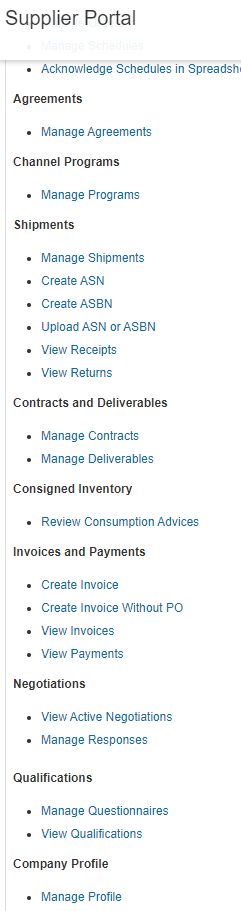 Supplier Portal
Manage Schedules
Acknowledge Schedules in Spreadshe
Agreements
Manage Agreements
Channel Programs
Manage Programs
Shipments
Manage Shipments
Create ASN
Create ASBN
Upload ASN or ASBN
View Receipts
View Returns
Contracts and Deliverables
Manage Contracts
Manage Deliverables
Consigned Inventory
Review Consumption Advices
Invoices and Payments
Create Invoice
Create Invoice Without PO
View Invoices
View Payments
Negotiations
View Active Negotiations
Manage Responses
Qualifications
Manage Questionnaires
View Qualifications
Company Profile
Manage Profile